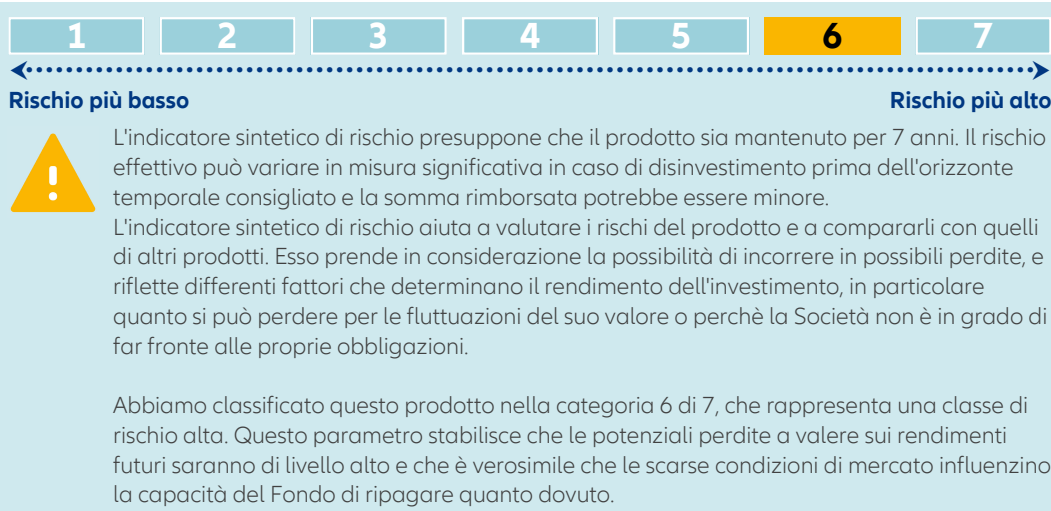 1 2 3 4 5 6 7
Rischio più basso Rischio più alto
L'indicatore sintetico di rischio presuppone che il prodotto sia mantenuto per 7 anni. Il rischio
effettivo può variare in misura significativa in caso di disinvestimento prima dell'orizzonte
temporale consigliato e la somma rimborsata potrebbe essere minore.
L'indicatore sintetico di rischio aiuta a valutare i rischi del prodotto e a compararli con quelli
di altri prodotti. Esso prende in considerazione la possibilità di incorrere in possibili perdite, e
riflette differenti fattori che determinano il rendimento dell'investimento, in particolare
quanto si può perdere per le fluttuazioni del suo valore o perchè la Società non è in grado di
far fronte alle proprie obbligazioni.
Abbiamo classificato questo prodotto nella categoria 6 di 7, che rappresenta una classe di
rischio alta. Questo parametro stabilisce che le potenziali perdite a valere sui rendimenti
futuri saranno di livello alto e che è verosimile che le scarse condizioni di mercato influenzino
la capacità del Fondo di ripagare quanto dovuto.